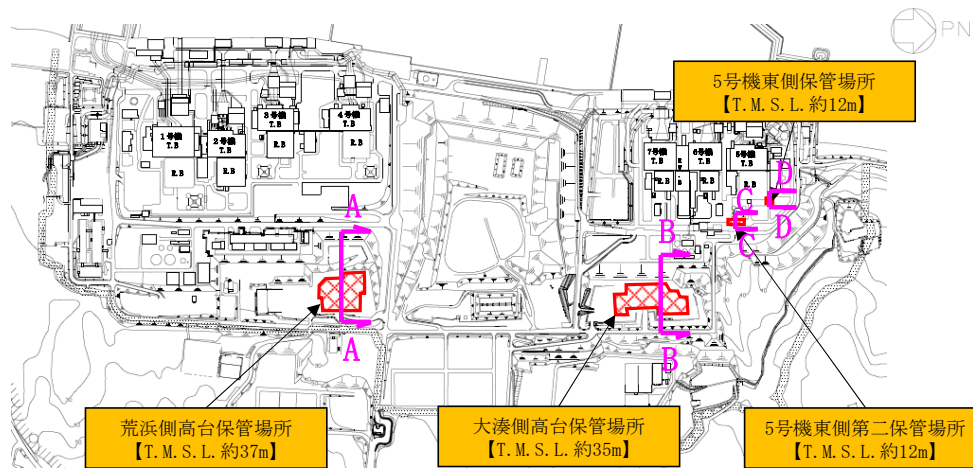 PN
5号機東側保管場所
【T.M.S.L.約12m】
1号機
T.B
2号機
T.B
3号機
T.B
4号機
T.B
R.B
R.B
R.B
R.B
7号機
T.B
6号機
T.B
5号機
T.B
R.B
R.B
R.B
A
A
B
B
C
C
D
D
荒浜側高台保管場所
【T.M.S.L.約37m】
大湊側高台保管場所
【T.M.S.L.約35m】
5号機東側第二保管場所
【T.M.S.L.約12m】